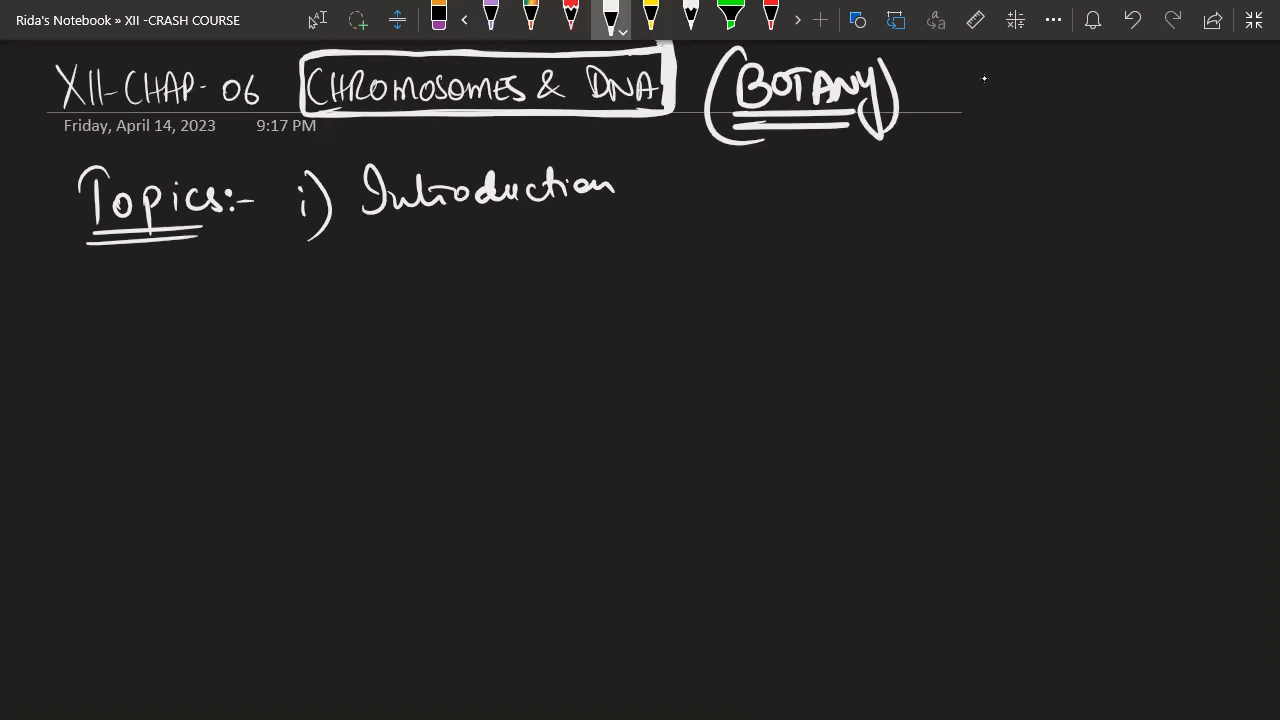 Rida's Notebook » XII -CRASH COURSE
XII-CHAP-06 CHROMOSOMES & DNA (BOTANY)
Friday, April 14, 2023 9:17 PM
Topics:- i) Introduction